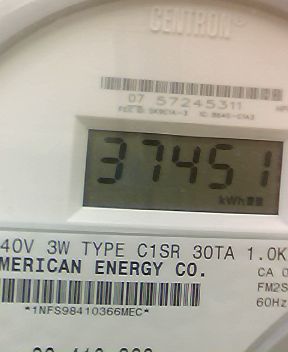 CENTRON®
07 57245311
37451
kWh
40V 3W TYPE C1SR 30TA 1.0K
MERICAN ENERGY CO.
CA 0
FM2S
60Hz
*1NFS98410366MEC*